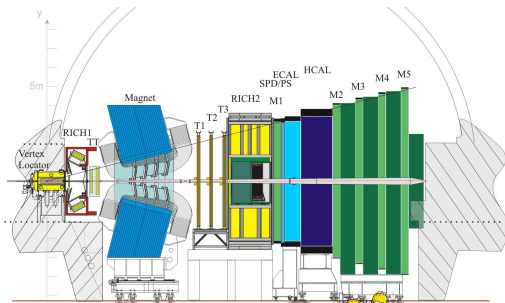 y
5m
Vertex
Locator
RICH1
TT
Magnet
T1
T2
T3
RICH2
SPD/PS
M1
ECAL
HCAL
M2
M3
M4
M5